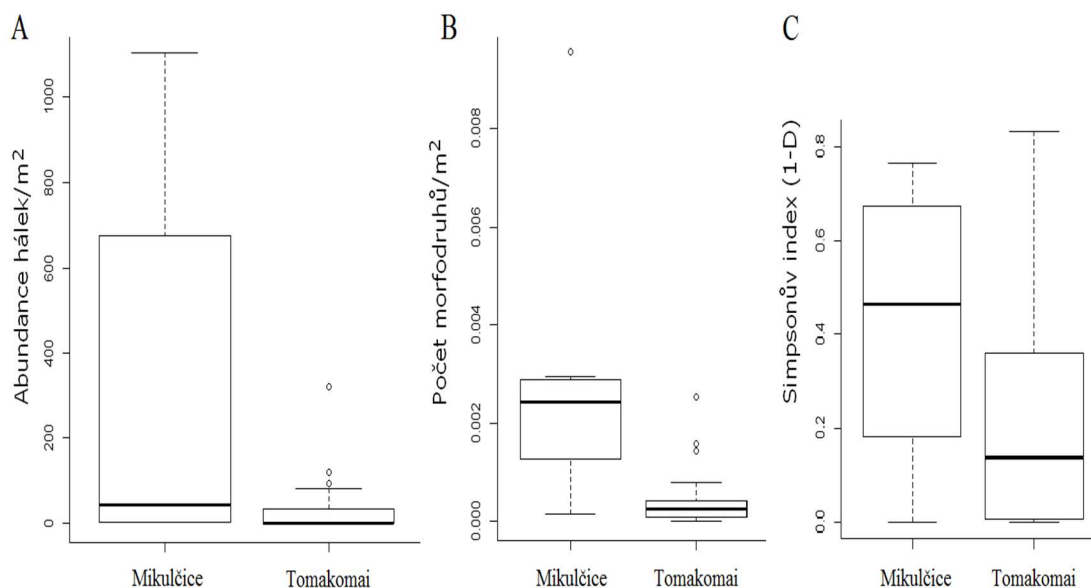 A
B
C
Abundance hálek/m²
1000
800
600
400
200
0
Mikulčice Tomakomai
Počet morfodruhů/m²
0.008
0.006
0.004
0.002
0.000
Mikulčice Tomakomai
Simpsonův index (1-D)
0.8
0.6
0.4
0.2
0.0
Mikulčice Tomakomai